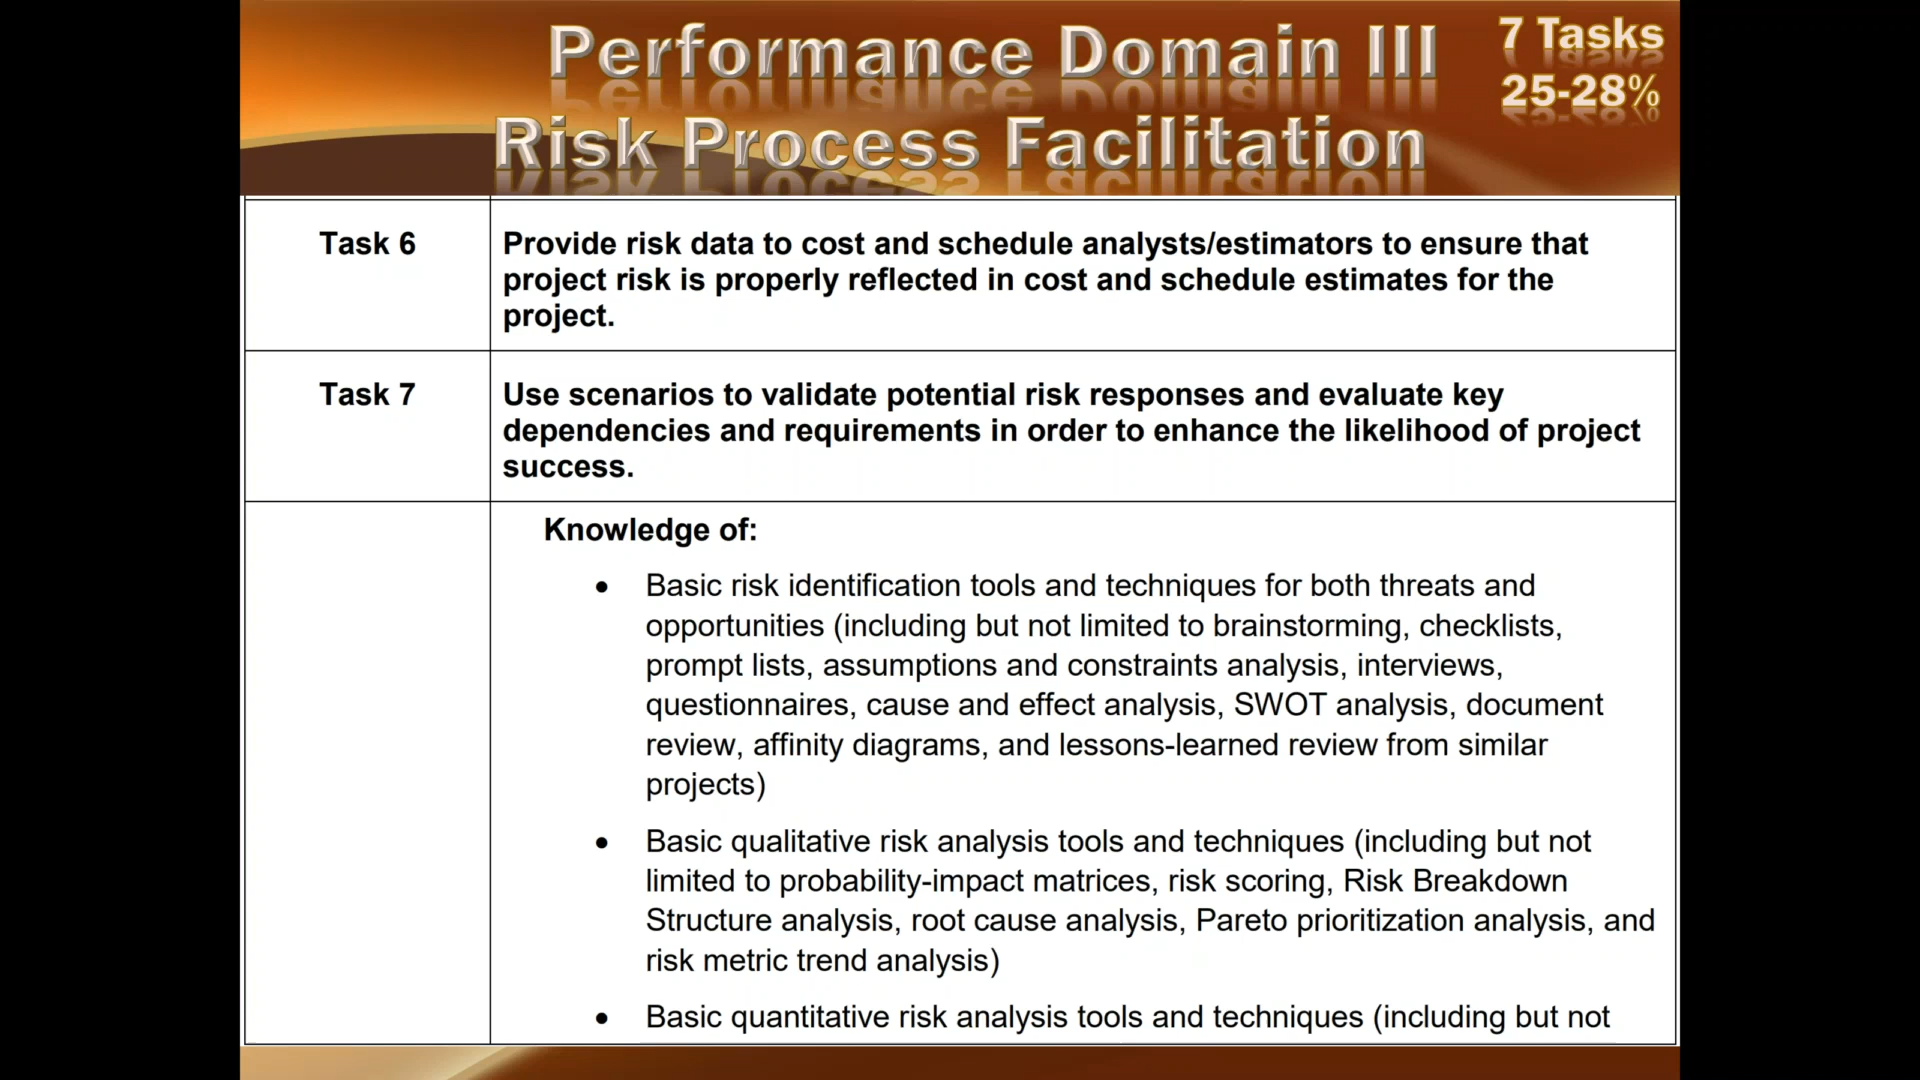 Performance Domain III
Risk Process Facilitation
7 Tasks
25-28%
Task 6
Provide risk data to cost and schedule analysts/estimators to ensure that
project risk is properly reflected in cost and schedule estimates for the
project.
Task 7
Use scenarios to validate potential risk responses and evaluate key
dependencies and requirements in order to enhance the likelihood of project
success.
Knowledge of:
• Basic risk identification tools and techniques for both threats and
opportunities (including but not limited to brainstorming, checklists,
prompt lists, assumptions and constraints analysis, interviews,
questionnaires, cause and effect analysis, SWOT analysis, document
review, affinity diagrams, and lessons-learned review from similar
projects)
• Basic qualitative risk analysis tools and techniques (including but not
limited to probability-impact matrices, risk scoring, Risk Breakdown
Structure analysis, root cause analysis, Pareto prioritization analysis, and
risk metric trend analysis)
• Basic quantitative risk analysis tools and techniques (including but not